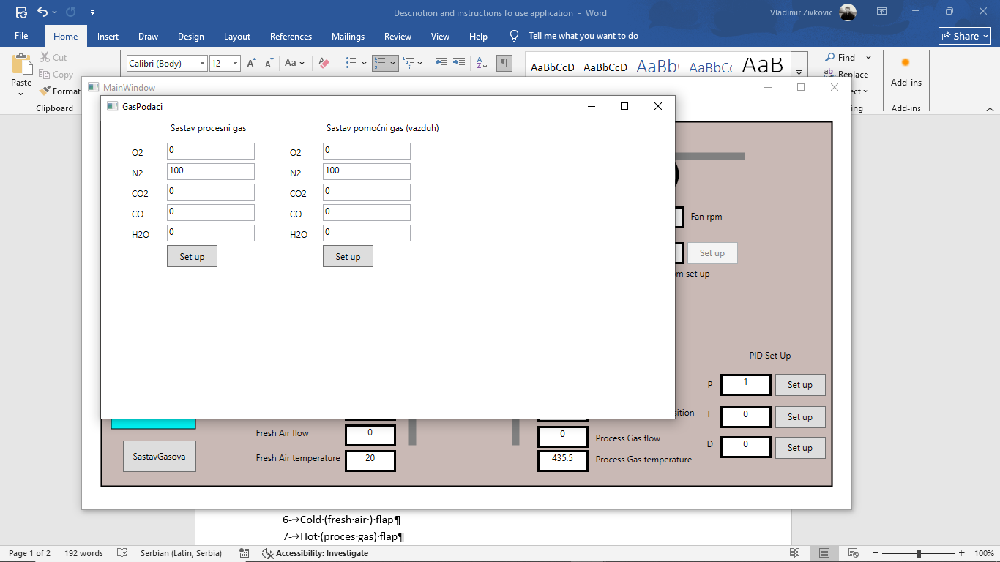 Descriotion and instructions fo use application - Word
Vladimir Zivkovic
File Home Insert Draw Design Layout References Mailings Review View Help Tell me what you want to do Share
Cut
Calibri (Body) 12 Aa
AaBbCcD AaBbCcD AaBb( AaBbCc AaB
Find
Copy
Replace
Paste
Format
ect
Add-ins
Clipboard
ing
Add-ins
MainWindow
GasPodaci
Sastav procesni gas Sastav pomoćni gas (vazduh)
O2 0 O2 0
N2 100 N2 100
CO2 0 CO2 0
CO 0 CO 0
H2O 0 H2O 0
Set up Set up
Fan rpm
Set up
m set up
PID Set Up
P 1 Set up
sition I 0 Set up
Fresh Air flow 0 0 Process Gas flow D 0 Set up
SastavGasova Fresh Air temperature 20 435.5 Process Gas temperature
6-→Cold·(fresh·air·)·flap¶
7-→Hot·(proces·gas)·flap¶
Page 1 of 2 192 words Serbian (Latin, Serbia) Accessibility: Investigate 100%